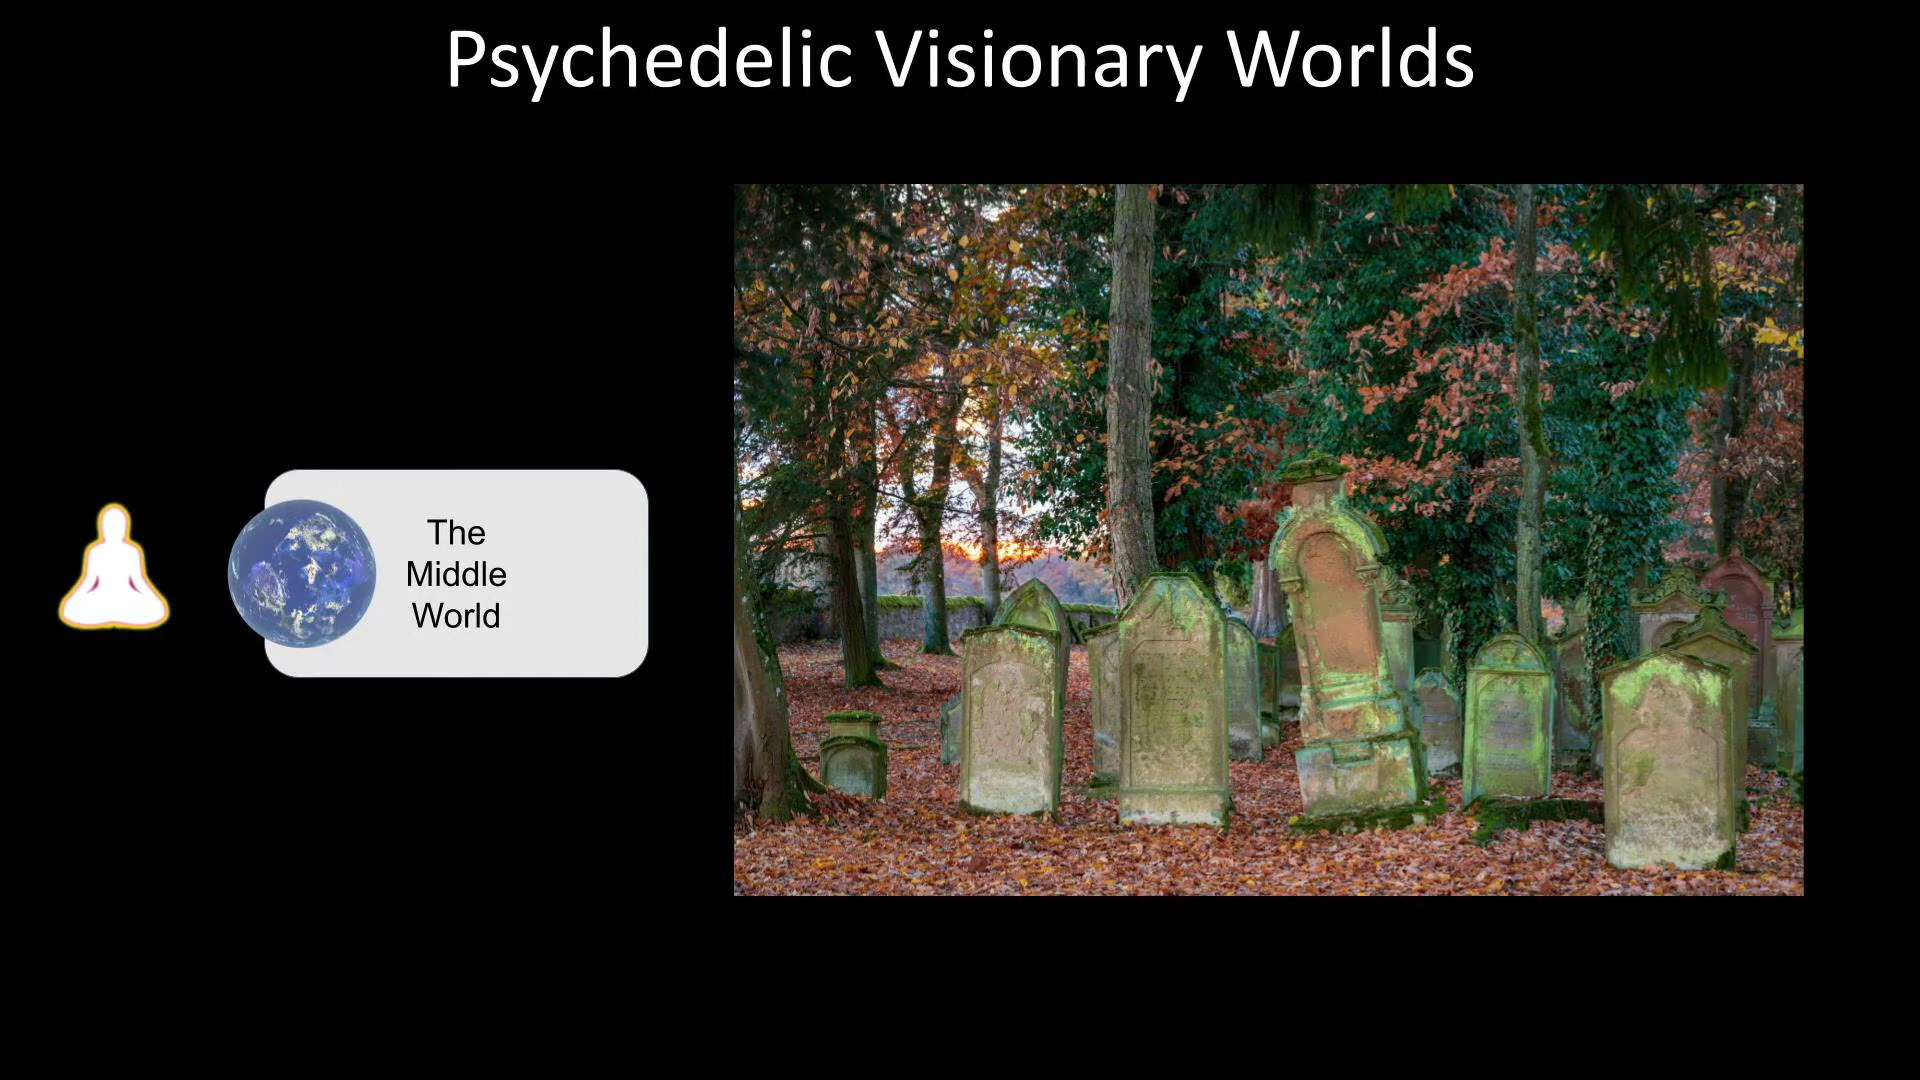 Psychedelic Visionary Worlds
The
Middle
World